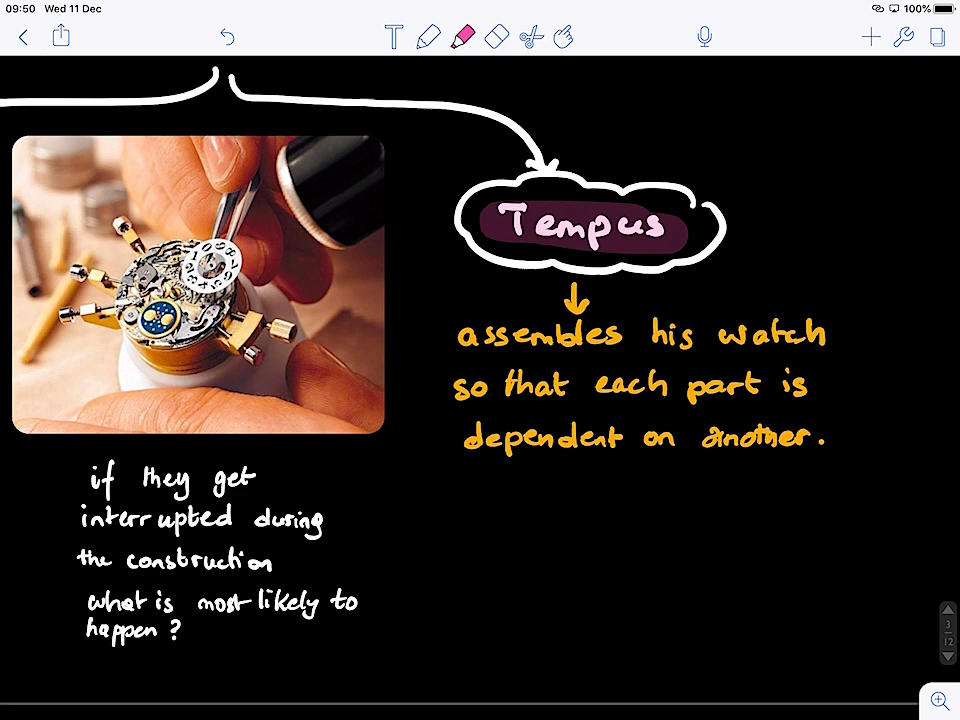 09:50 Wed 11 Dec
100%
T
Tempus
assembles his watch
so that each part is
dependent on another.
if they get
interrupted during
the construction
what is most likely to
happen?
3
12